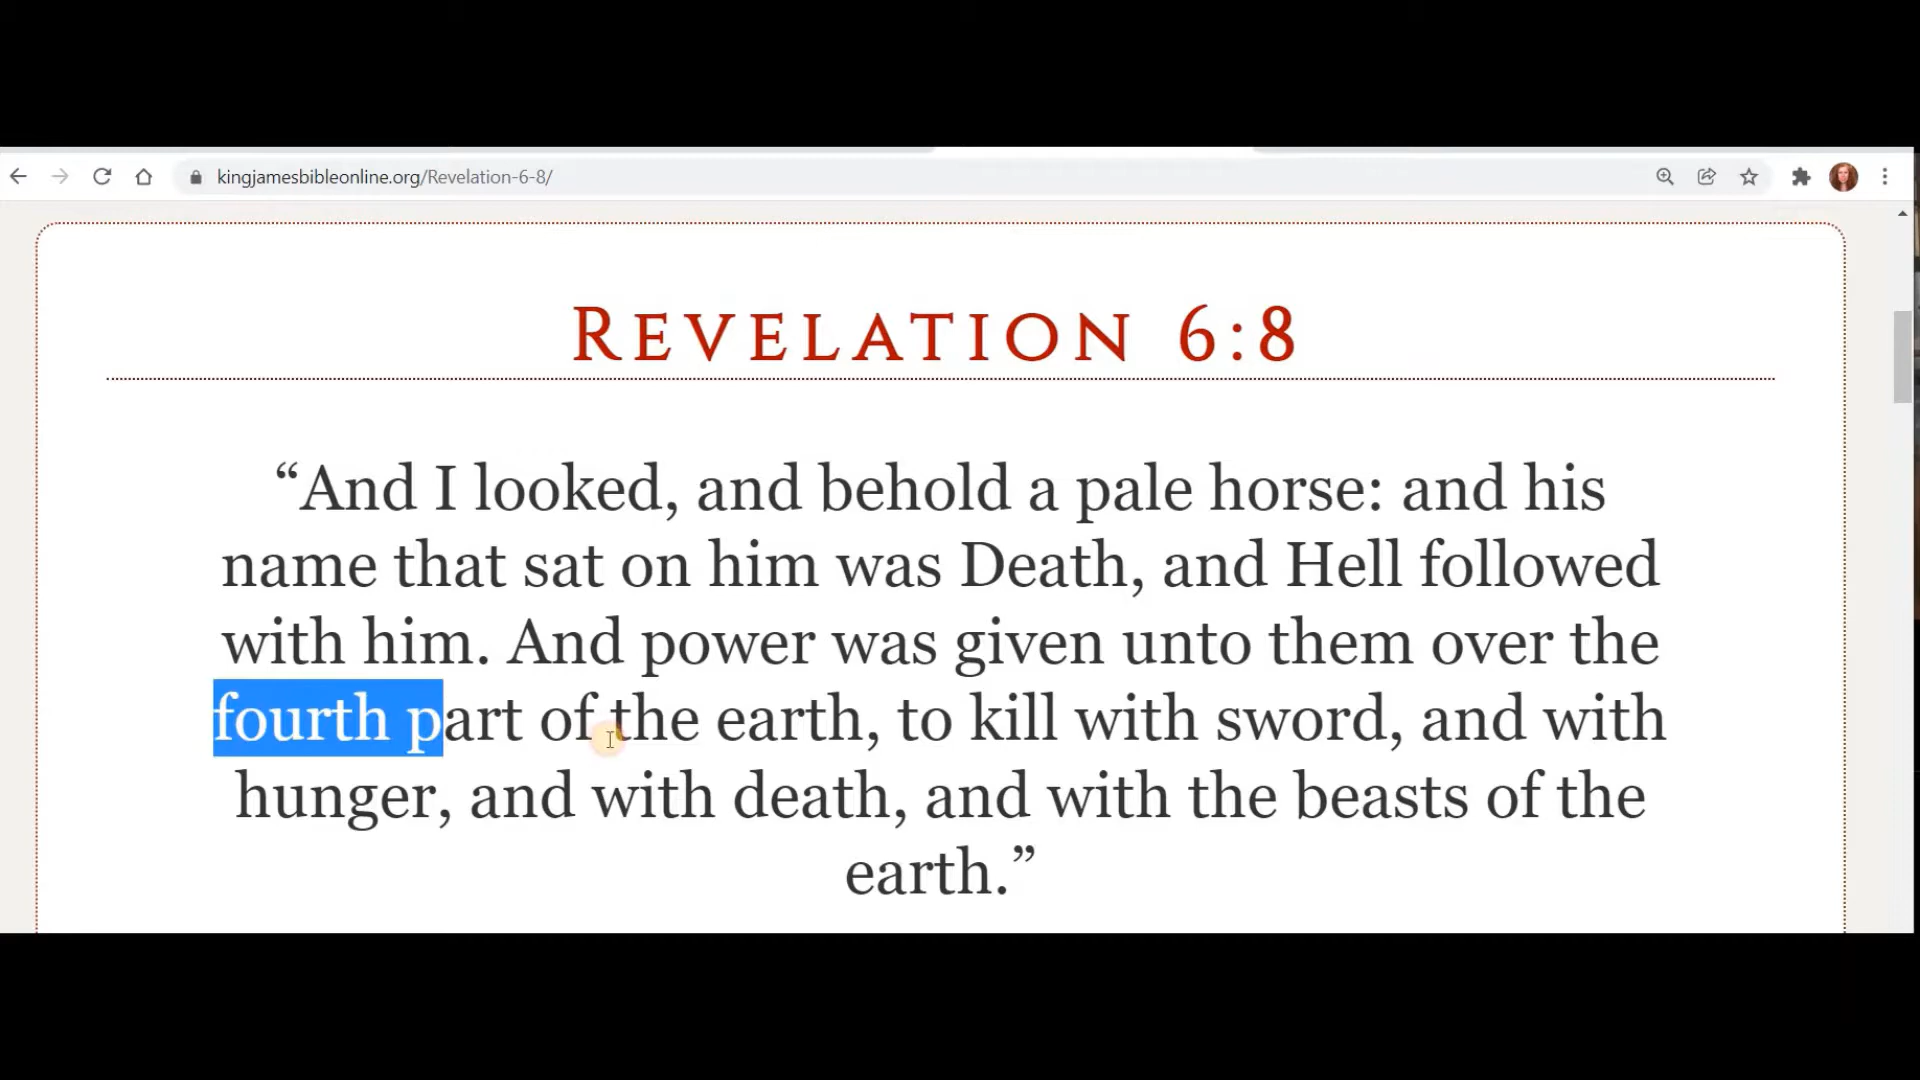 kingjamesbibleonline.org/Revelation-6-8/
REVELATION 6:8
“And I looked, and behold a pale horse: and his
name that sat on him was Death, and Hell followed
with him. And power was given unto them over the
fourth part of the earth, to kill with sword, and with
hunger, and with death, and with the beasts of the
earth.”